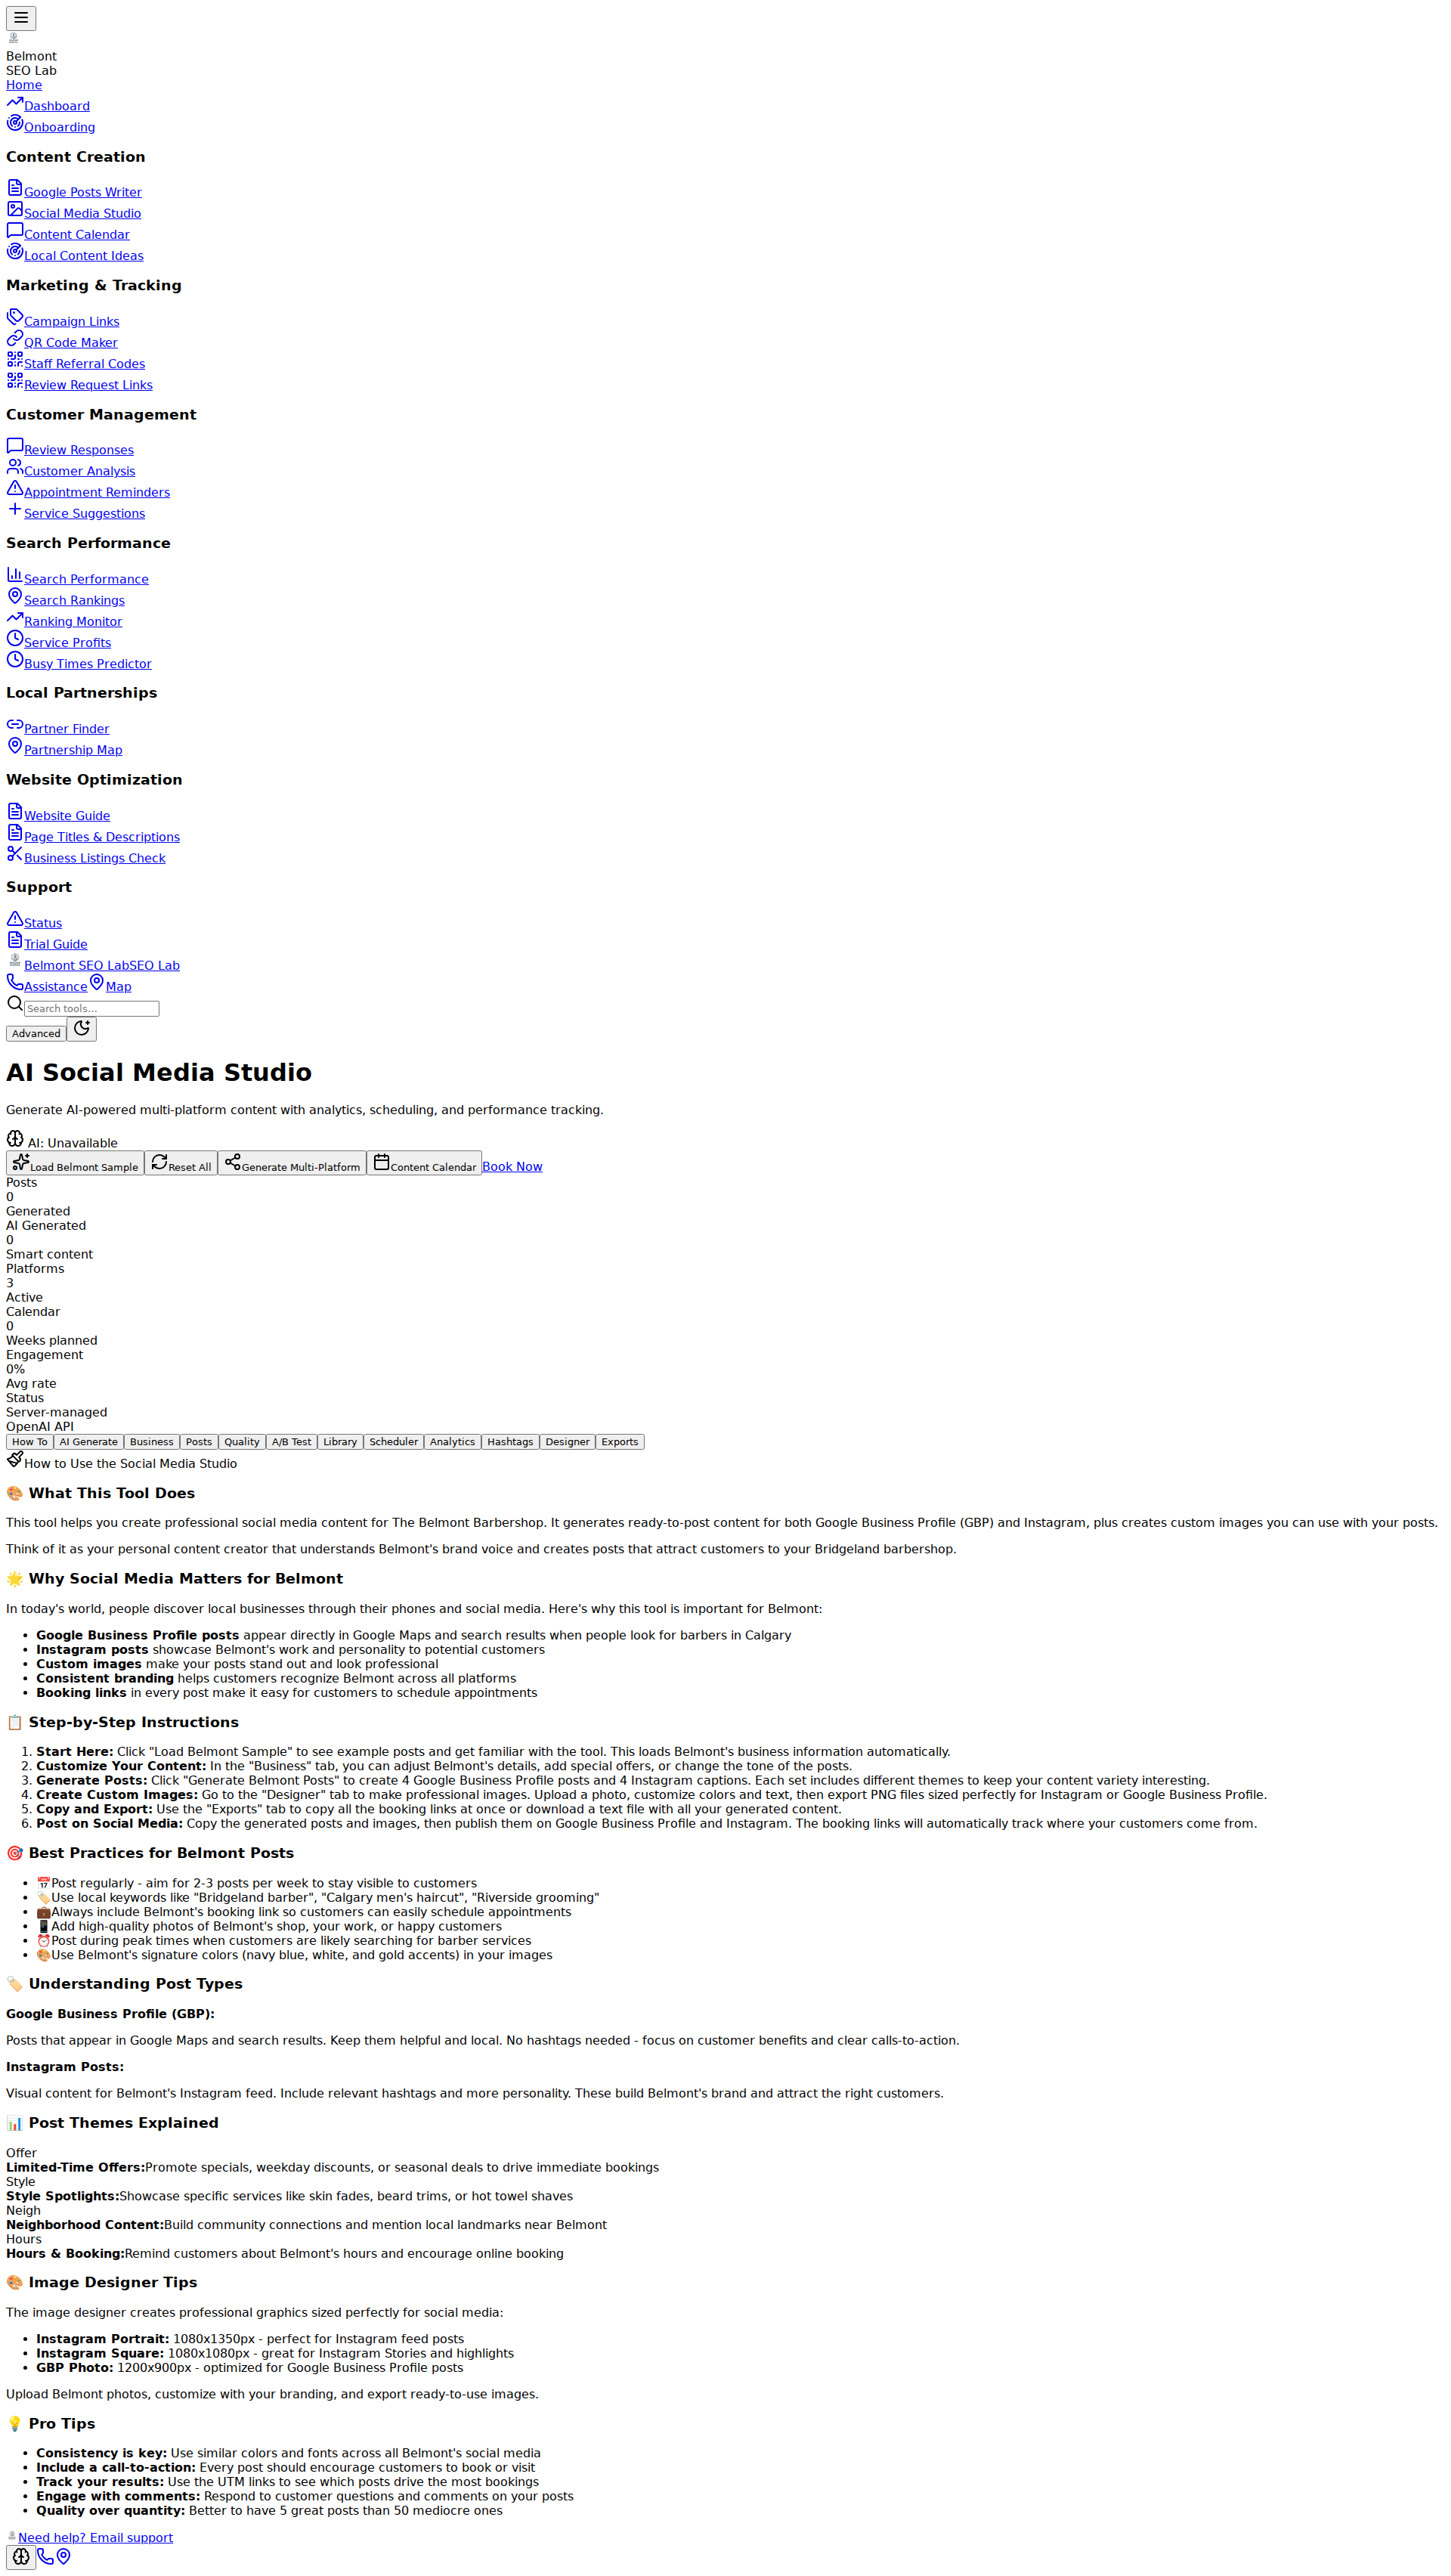 Belmont
SEO Lab
Home
Dashboard
Onboarding
Content Creation
Google Posts Writer
Social Media Studio
Content Calendar
Local Content Ideas
Marketing & Tracking
Campaign Links
QR Code Maker
Staff Referral Codes
Review Request Links
Customer Management
Review Responses
Customer Analysis
Appointment Reminders
Service Suggestions
Search Performance
Search Performance
Search Rankings
Ranking Monitor
Service Profits
Busy Times Predictor
Local Partnerships
Partner Finder
Partnership Map
Website Optimization
Website Guide
Page Titles & Descriptions
Business Listings Check
Support
Status
Trial Guide
Belmont SEO LabSEO Lab
Assistance Map
Search tools...
Advanced
AI Social Media Studio
Generate AI-powered multi-platform content with analytics, scheduling, and performance tracking.
AI: Unavailable
Load Belmont Sample Reset All Generate Multi-Platform Content Calendar Book Now
Posts
0
Generated
AI Generated
0
Smart content
Platforms
3
Active
Calendar
0
Weeks planned
Engagement
0%
Avg rate
Status
Server-managed
OpenAI API
How To AI Generate Business Posts Quality A/B Test Library Scheduler Analytics Hashtags Designer Exports
How to Use the Social Media Studio
🎨 What This Tool Does
This tool helps you create professional social media content for The Belmont Barbershop. It generates ready-to-post content for both Google Business Profile (GBP) and Instagram, plus creates custom images you can use with your posts.
Think of it as your personal content creator that understands Belmont's brand voice and creates posts that attract customers to your Bridgeland barbershop.
🌟 Why Social Media Matters for Belmont
In today's world, people discover local businesses through their phones and social media. Here's why this tool is important for Belmont:
• Google Business Profile posts appear directly in Google Maps and search results when people look for barbers in Calgary
• Instagram posts showcase Belmont's work and personality to potential customers
• Custom images make your posts stand out and look professional
• Consistent branding helps customers recognize Belmont across all platforms
• Booking links in every post make it easy for customers to schedule appointments
📋 Step-by-Step Instructions
1. Start Here: Click "Load Belmont Sample" to see example posts and get familiar with the tool. This loads Belmont's business information automatically.
2. Customize Your Content: In the "Business" tab, you can adjust Belmont's details, add special offers, or change the tone of the posts.
3. Generate Posts: Click "Generate Belmont Posts" to create 4 Google Business Profile posts and 4 Instagram captions. Each set includes different themes to keep your content variety interesting.
4. Create Custom Images: Go to the "Designer" tab to make professional images. Upload a photo, customize colors and text, then export PNG files sized perfectly for Instagram or Google Business Profile.
5. Copy and Export: Use the "Exports" tab to copy all the booking links at once or download a text file with all your generated content.
6. Post on Social Media: Copy the generated posts and images, then publish them on Google Business Profile and Instagram. The booking links will automatically track where your customers come from.
🎯 Best Practices for Belmont Posts
• 📅Post regularly - aim for 2-3 posts per week to stay visible to customers
• 🏷️Use local keywords like "Bridgeland barber", "Calgary men's haircut", "Riverside grooming"
• 💼Always include Belmont's booking link so customers can easily schedule appointments
• 📱Add high-quality photos of Belmont's shop, your work, or happy customers
• ⏰Post during peak times when customers are likely searching for barber services
• 🎨Use Belmont's signature colors (navy blue, white, and gold accents) in your images
🏷️ Understanding Post Types
Google Business Profile (GBP):
Posts that appear in Google Maps and search results. Keep them helpful and local. No hashtags needed - focus on customer benefits and clear calls-to-action.
Instagram Posts:
Visual content for Belmont's Instagram feed. Include relevant hashtags and more personality. These build Belmont's brand and attract the right customers.
📊 Post Themes Explained
Offer
Limited-Time Offers:Promote specials, weekday discounts, or seasonal deals to drive immediate bookings
Style
Style Spotlights:Showcase specific services like skin fades, beard trims, or hot towel shaves
Neigh
Neighborhood Content:Build community connections and mention local landmarks near Belmont
Hours
Hours & Booking:Remind customers about Belmont's hours and encourage online booking
🎨 Image Designer Tips
The image designer creates professional graphics sized perfectly for social media:
• Instagram Portrait: 1080x1350px - perfect for Instagram feed posts
• Instagram Square: 1080x1080px - great for Instagram Stories and highlights
• GBP Photo: 1200x900px - optimized for Google Business Profile posts
Upload Belmont photos, customize with your branding, and export ready-to-use images.
💡 Pro Tips
• Consistency is key: Use similar colors and fonts across all Belmont's social media
• Include a call-to-action: Every post should encourage customers to book or visit
• Track your results: Use the UTM links to see which posts drive the most bookings
• Engage with comments: Respond to customer questions and comments on your posts
• Quality over quantity: Better to have 5 great posts than 50 mediocre ones
Need help? Email support